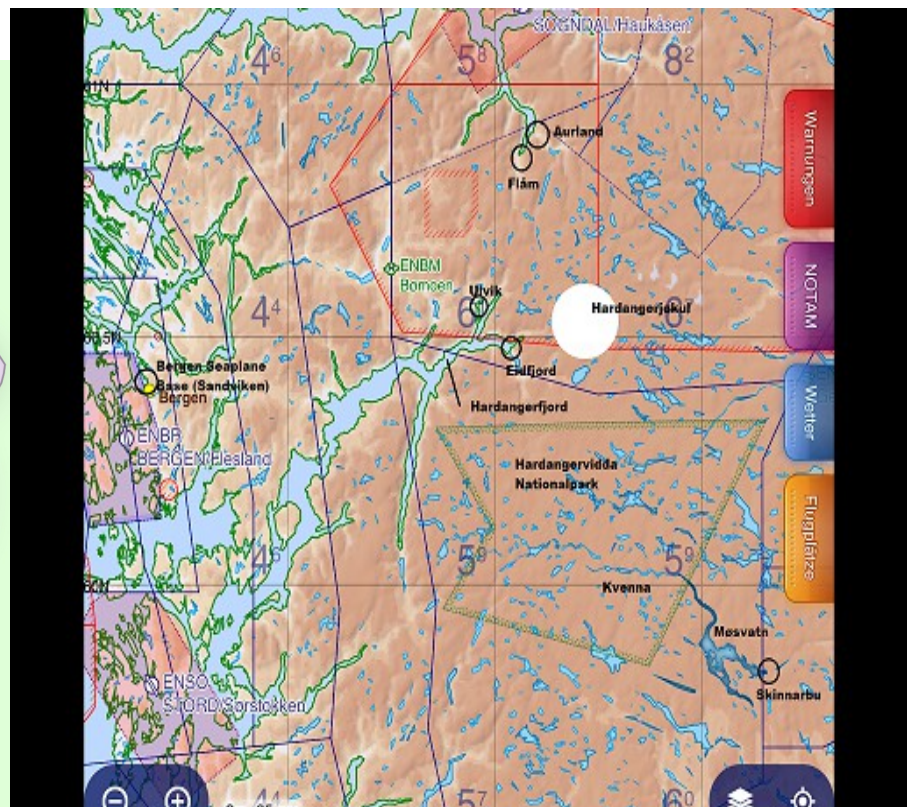 SOGNDAL/Haukåsen
4⁶
5⁸
8²
Aurland
Flåm
Warnungen
ENBM
Bomoen
Ulvik
4⁴
Hardangerjøkul
NOTAM
Eidfjord
Bergen Seaplane
Base (Sandviken)
Bergen
Hardangerfjord
Wetter
ENBR
BERGEN/Flesland
Hardangervidda
Nationalpark
Flugplätze
5⁹
5⁹
Kvenna
Møsvatn
ENSO
STORD/Sørstokken
Skinnarbu
5⁷
6⁰